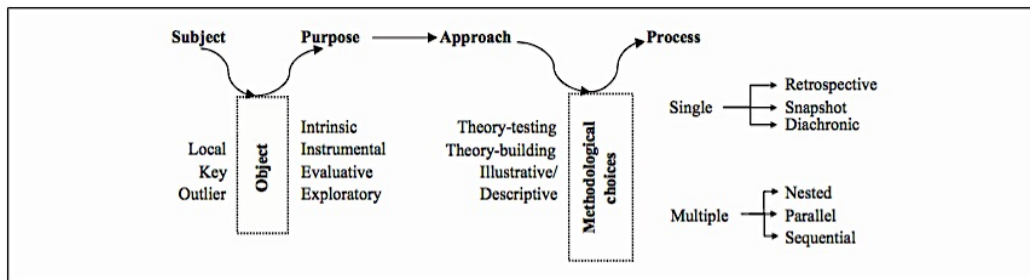 Subject
Purpose
Approach
Process
Local
Key
Outlier
Object
Intrinsic
Instrumental
Evaluative
Exploratory
Theory-testing
Theory-building
Illustrative/
Descriptive
Methodological
choices
Single
Retrospective
Snapshot
Diachronic
Multiple
Nested
Parallel
Sequential